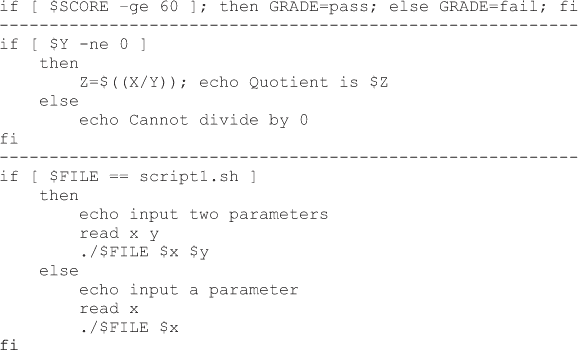 if [ $SCORE –ge 60 ]; then GRADE=pass; else GRADE=fail; fi
----------------------------------------------------------
if [ $Y -ne 0 ]
    then
        Z=$((X/Y)); echo Quotient is $Z
    else
        echo Cannot divide by 0
fi
----------------------------------------------------------
if [ $FILE == script1.sh ]
    then
        echo input two parameters
        read x y
        ./$FILE $x $y
    else
        echo input a parameter
        read x
        ./$FILE $x
fi